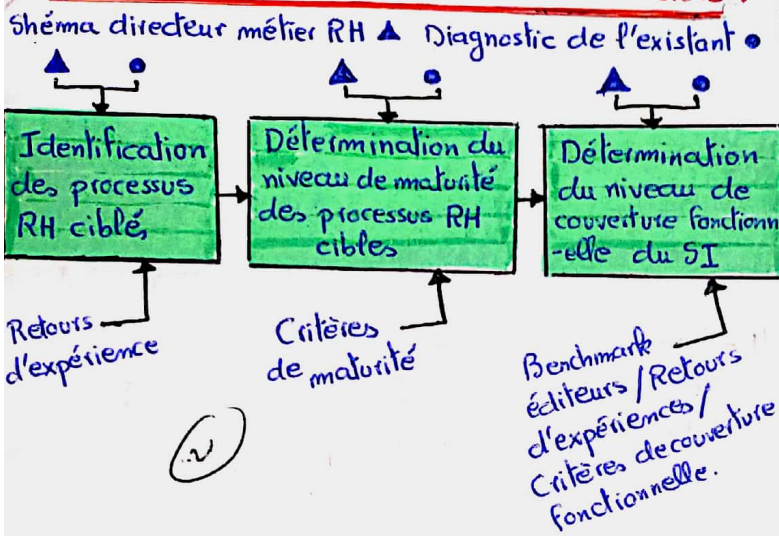 Shéma directeur métier RH ▲ Diagnostic de l'existant ●
Identification
des processus
RH ciblés
Détermination du
niveau de maturité
des processus RH
cibles
Détermination
du niveau de
couverture fonctionn
-elle du SI
Retours
d'expérience
Critères
de maturité
Benchmark
éditeurs / Retours
d'expériences /
Critères de couverture
fonctionnelle.